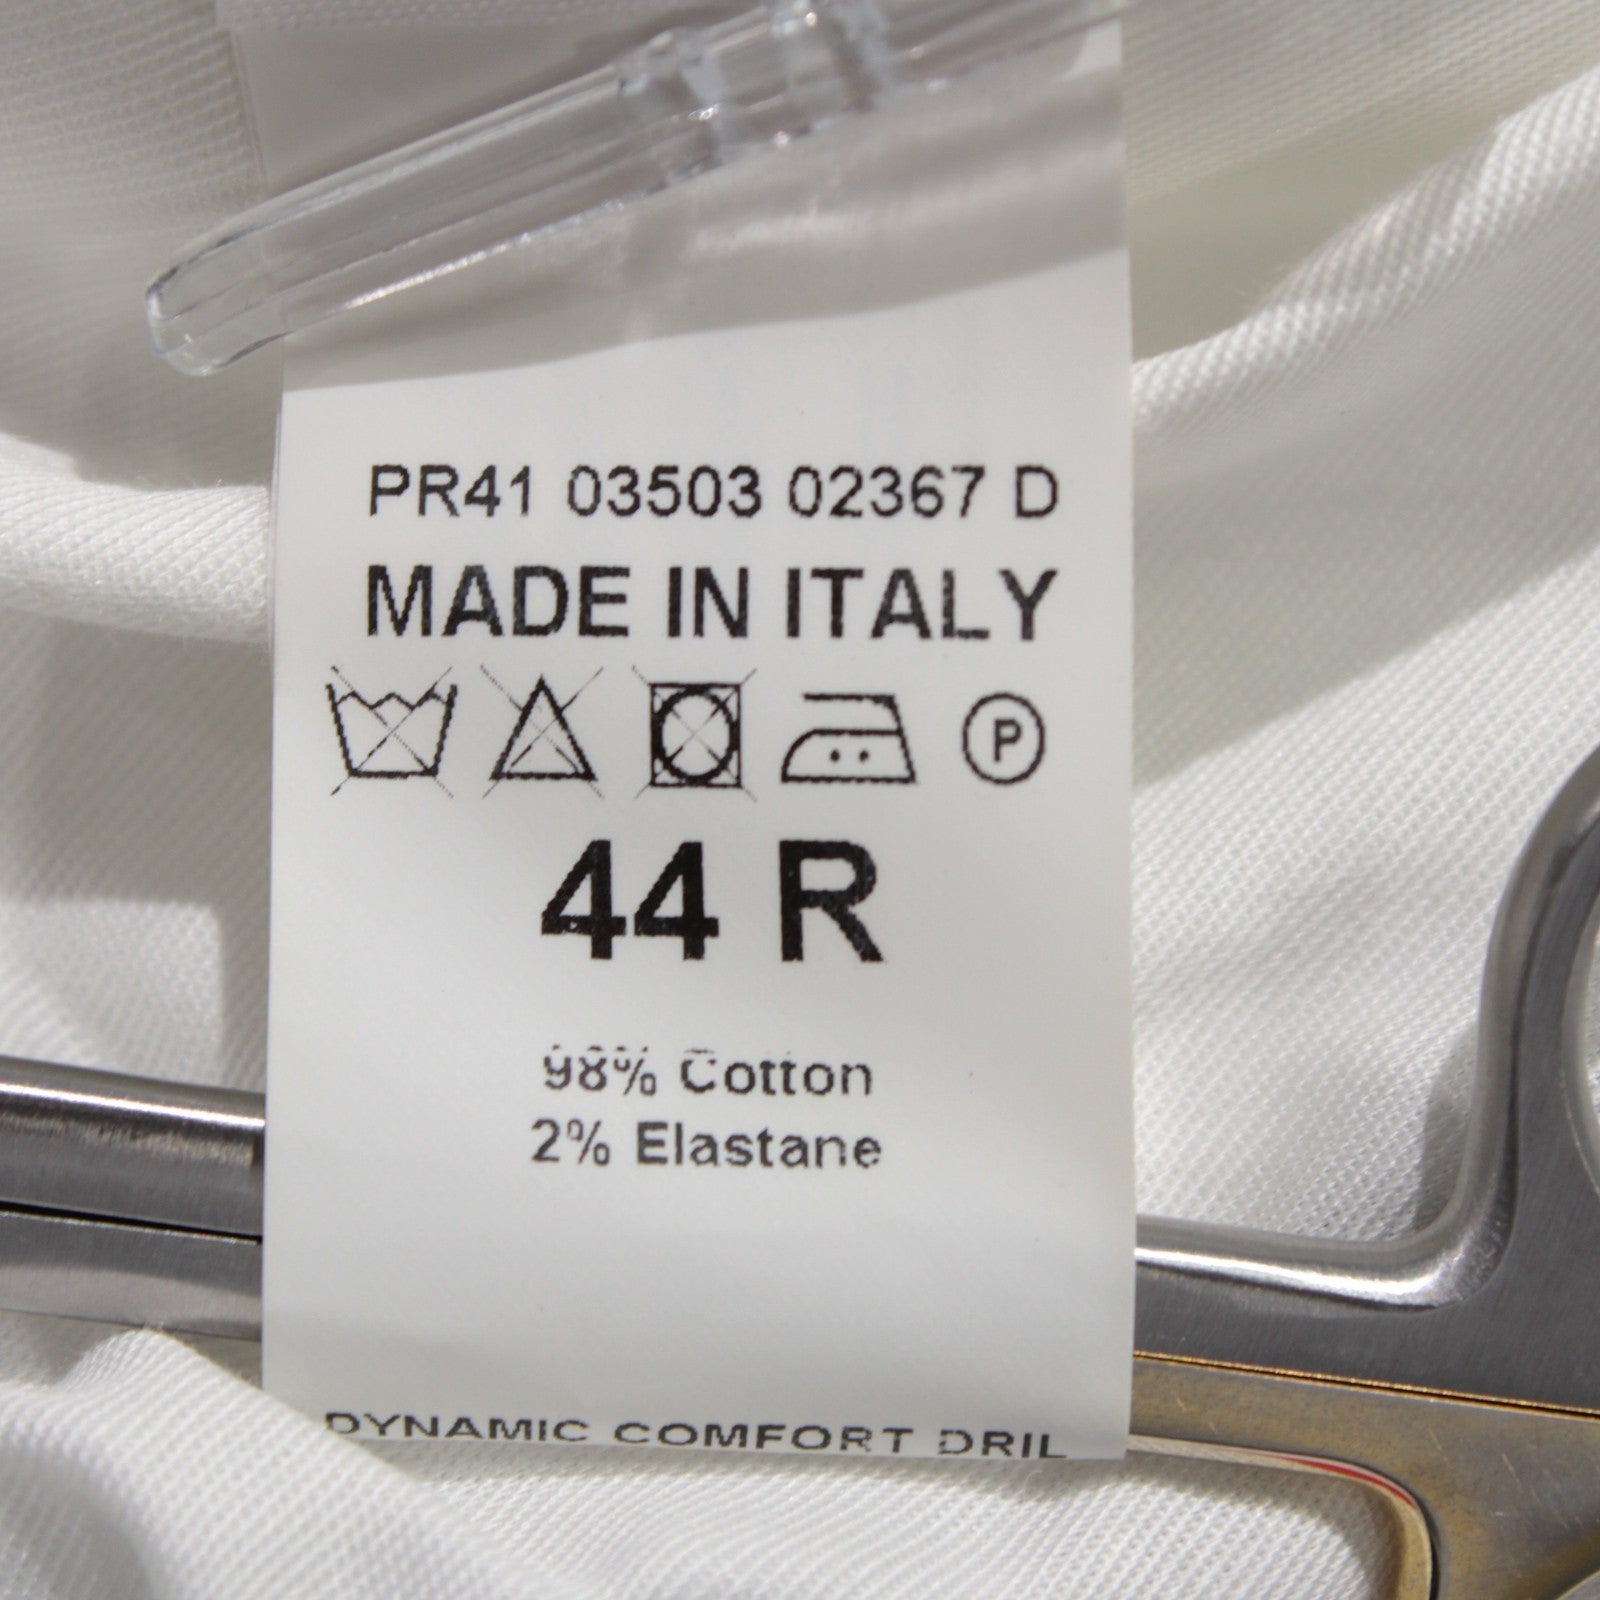 PR41 03503 02367 D
MADE IN ITALY
P
44 R
98% Cotton
2% Elastane
DYNAMIC COMFORT DRIL